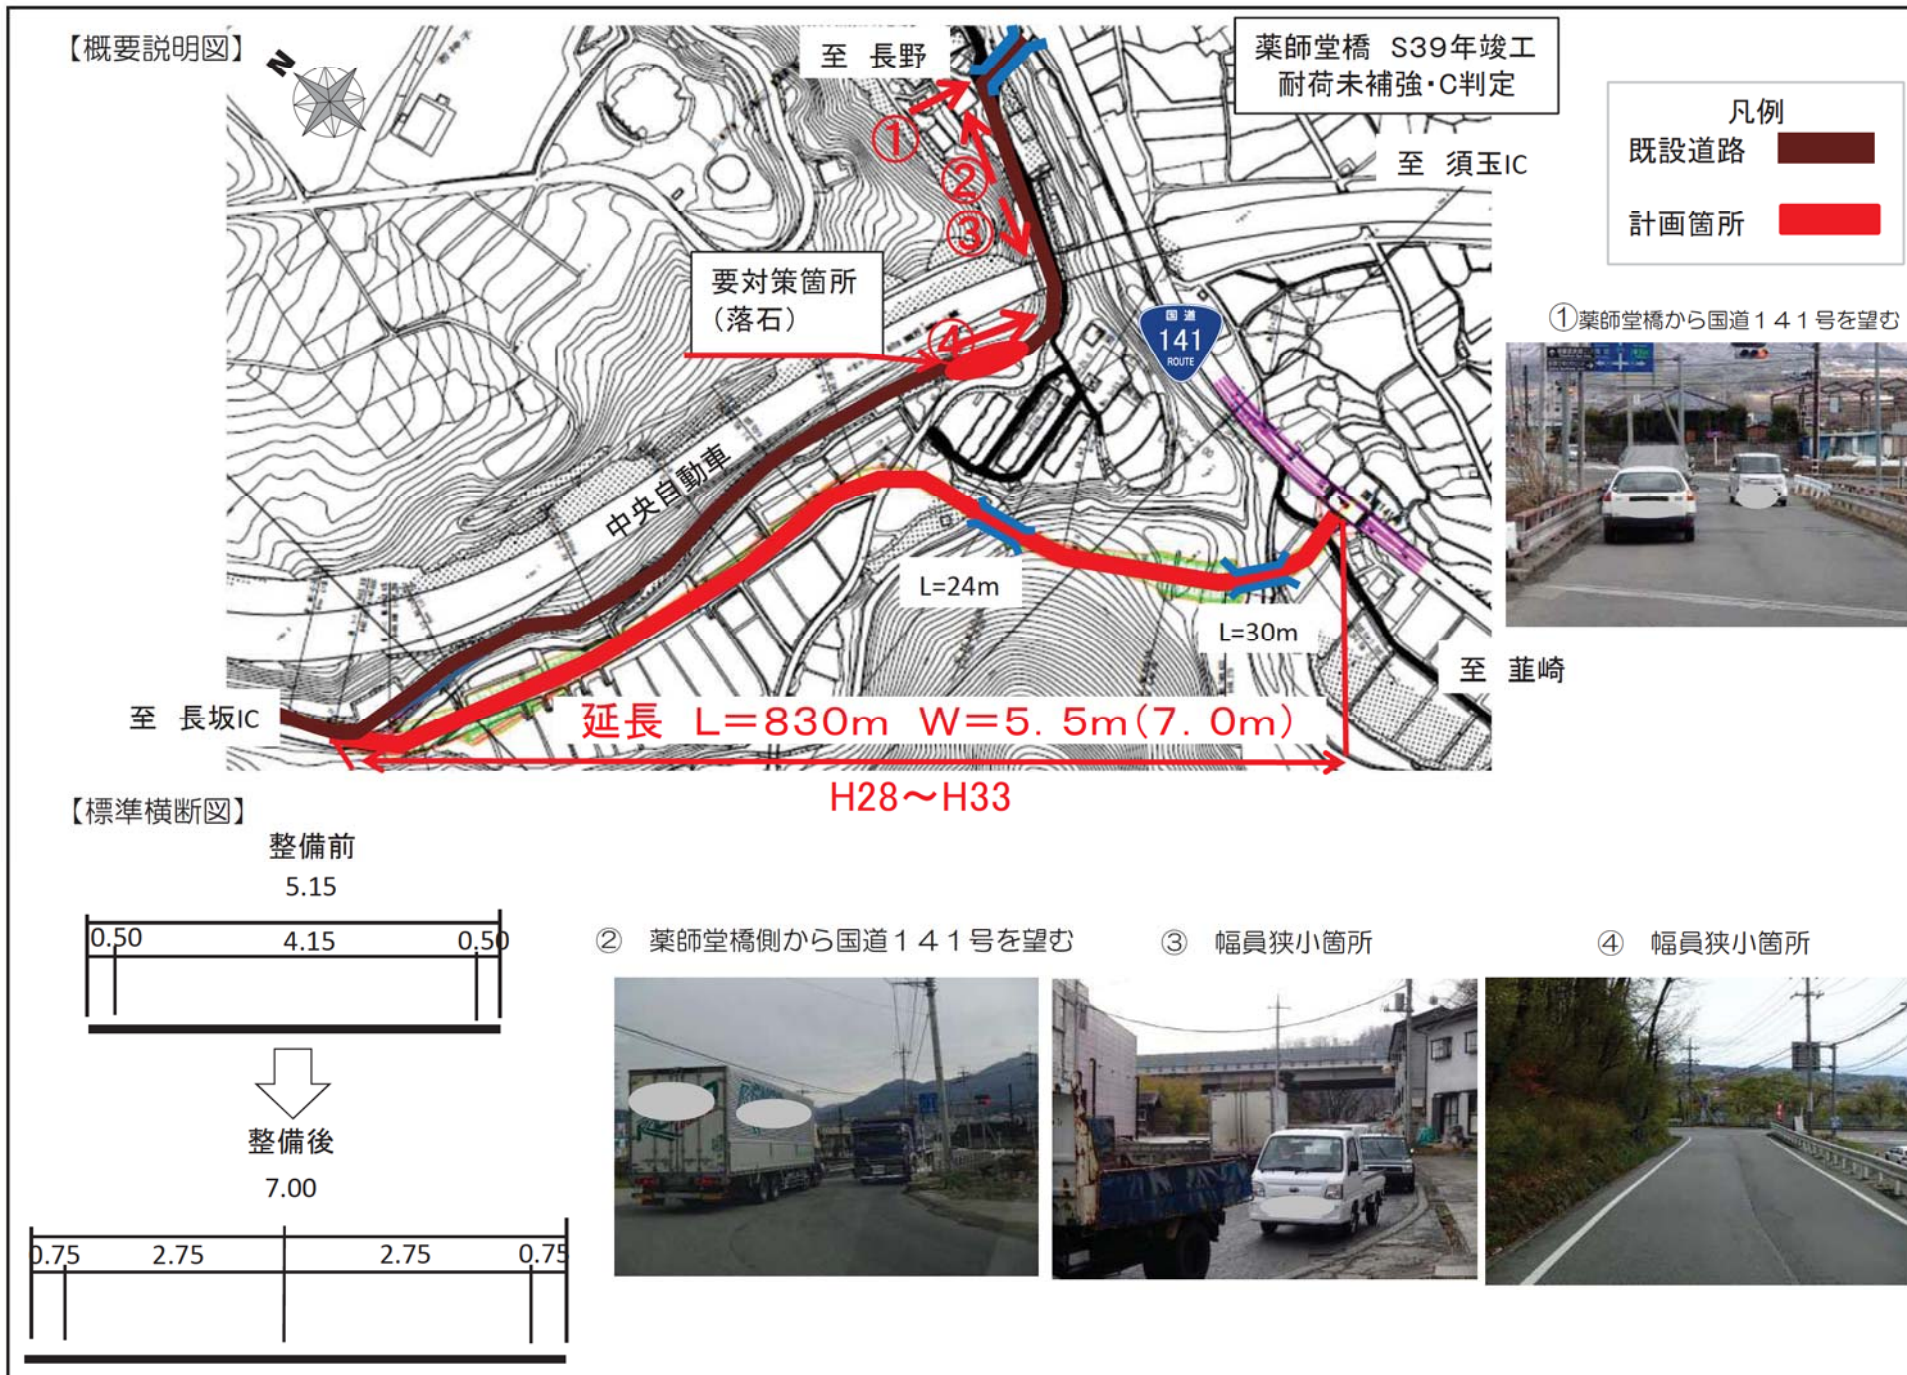 【概要説明図】
N
至 長野
薬師堂橋 S39年竣工
耐荷未補強・C判定
凡例
既設道路
計画箇所
至 須玉IC
①
②
③
要対策箇所
（落石）
④
国道
141
ROUTE
①薬師堂橋から国道141号を望む
中央自動車
L=24m
L=30m
至 韮崎
至 長坂IC
延長 L＝830m W＝5.5m(7.0m)
H28～H33
【標準横断図】
整備前
5.15
0.50 4.15 0.50
整備後
7.00
0.75 2.75 2.75 0.75
② 薬師堂橋側から国道141号を望む
③ 幅員狭小箇所
④ 幅員狭小箇所